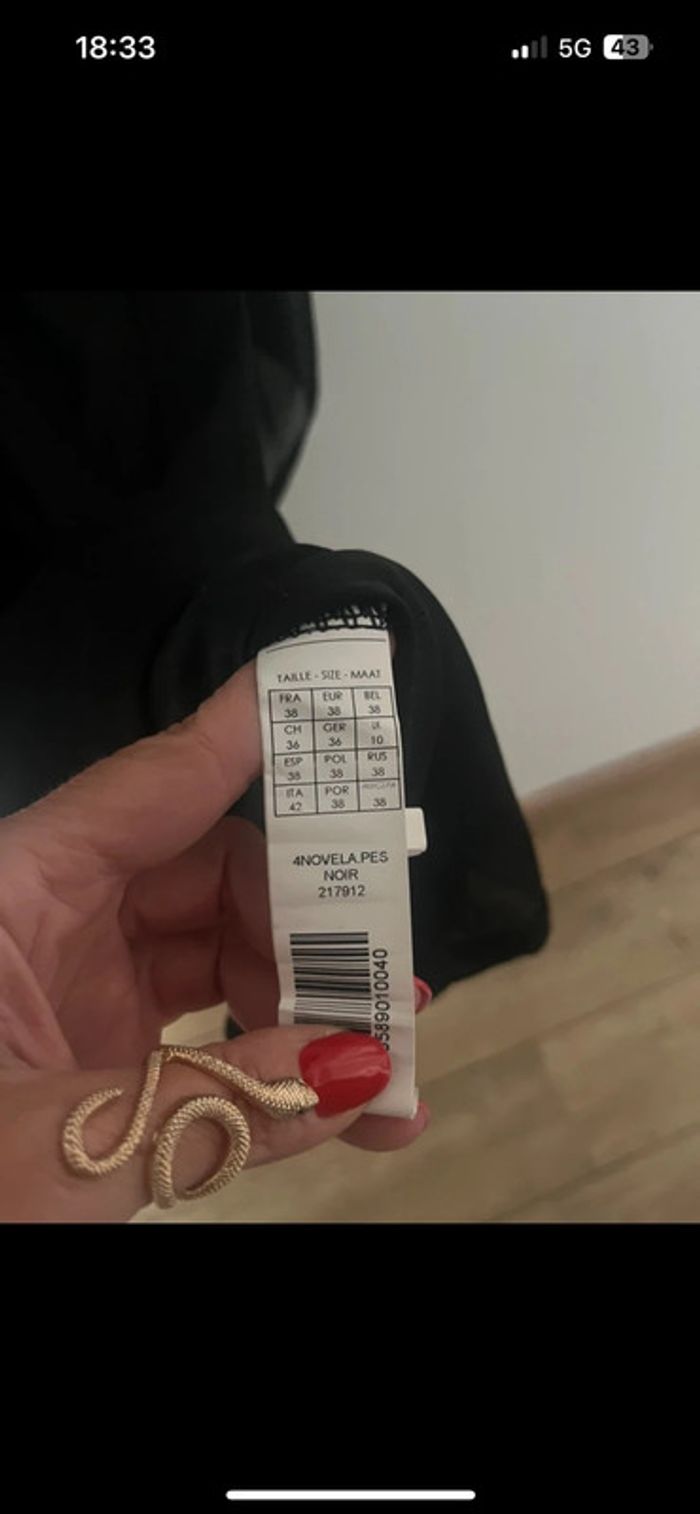 18:33 5G 43
TAILLE - SIZE - MAAT
FRA EUR BEL
38 38 38
CH GER UK
36 36 10
ESP POL RUS
38 38 38
ITA POR
42 38 38
4NOVELA.PES
NOIR
217912
589010040